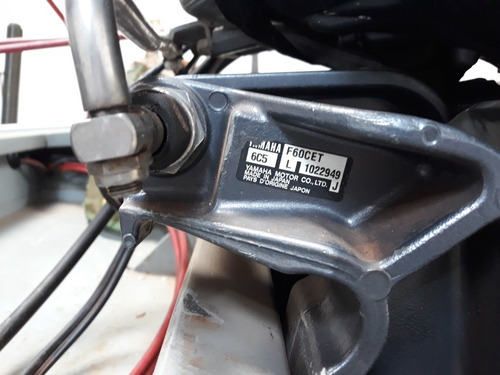 YAMAHA F60CET
6C5 L 1022949
YAMAHA MOTOR CO.,LTD. J
MADE IN JAPAN
PAYS D'ORIGINE JAPON